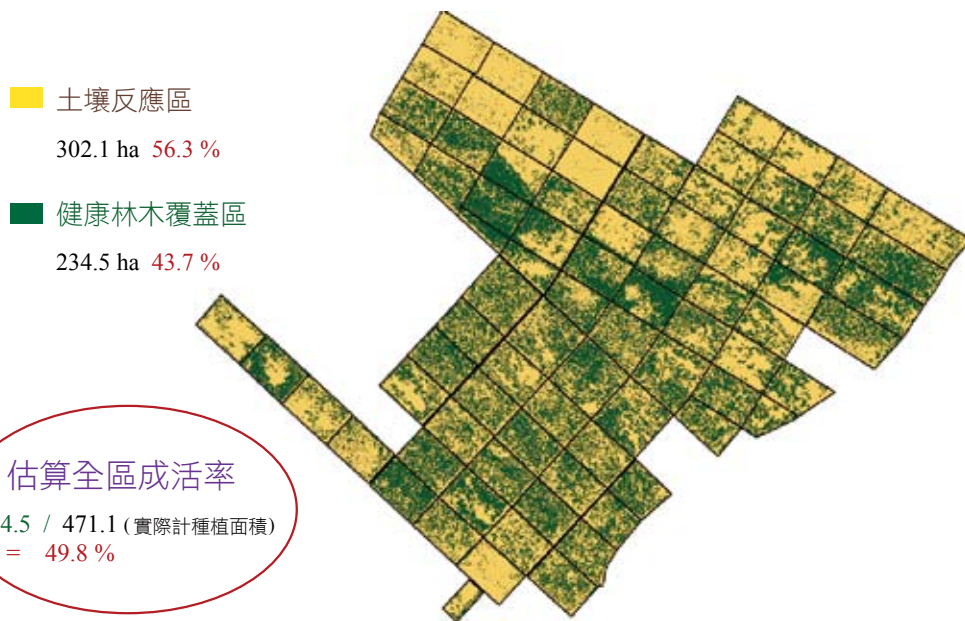 土壤反應區
302.1 ha 56.3 %
健康林木覆蓋區
234.5 ha 43.7 %
估算全區成活率
4.5 / 471.1 (實際計種植面積)
= 49.8 %